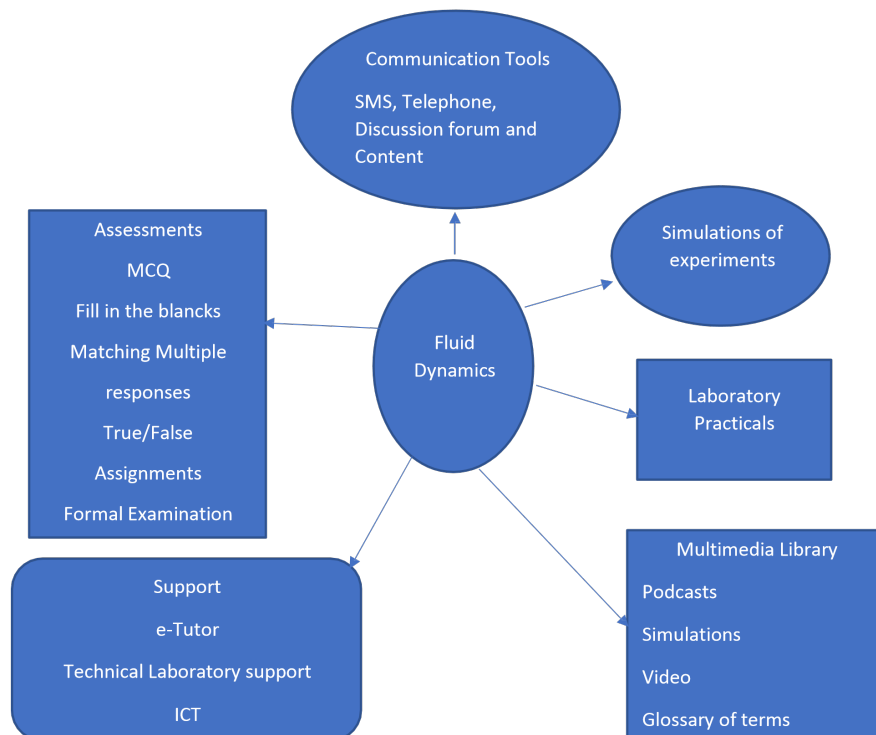 Communication Tools
SMS, Telephone,
Discussion forum and
Content
Assessments
MCQ
Fill in the blancks
Matching Multiple
responses
True/False
Assignments
Formal Examination
Simulations of
experiments
Fluid
Dynamics
Laboratory
Practicals
Support
e-Tutor
Technical Laboratory support
ICT
Multimedia Library
Podcasts
Simulations
Video
Glossary of terms